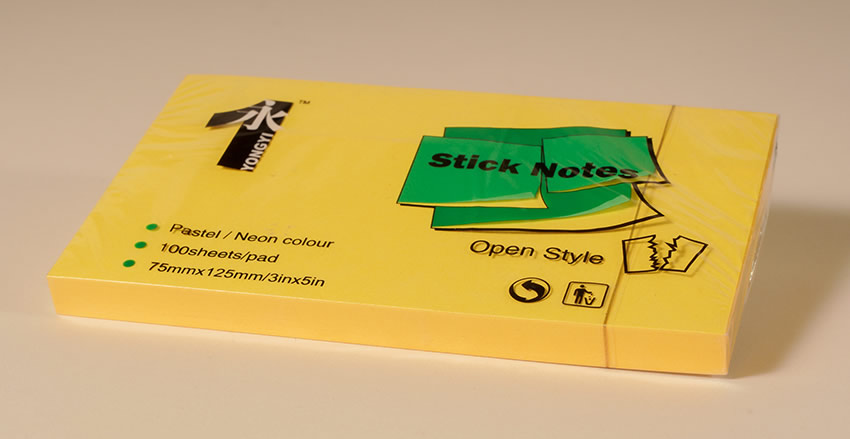 永
YONGYI
TM
Stick Notes
Pastel / Neon colour
100sheets/pad
75mmx125mm/3inx5in
Open Style